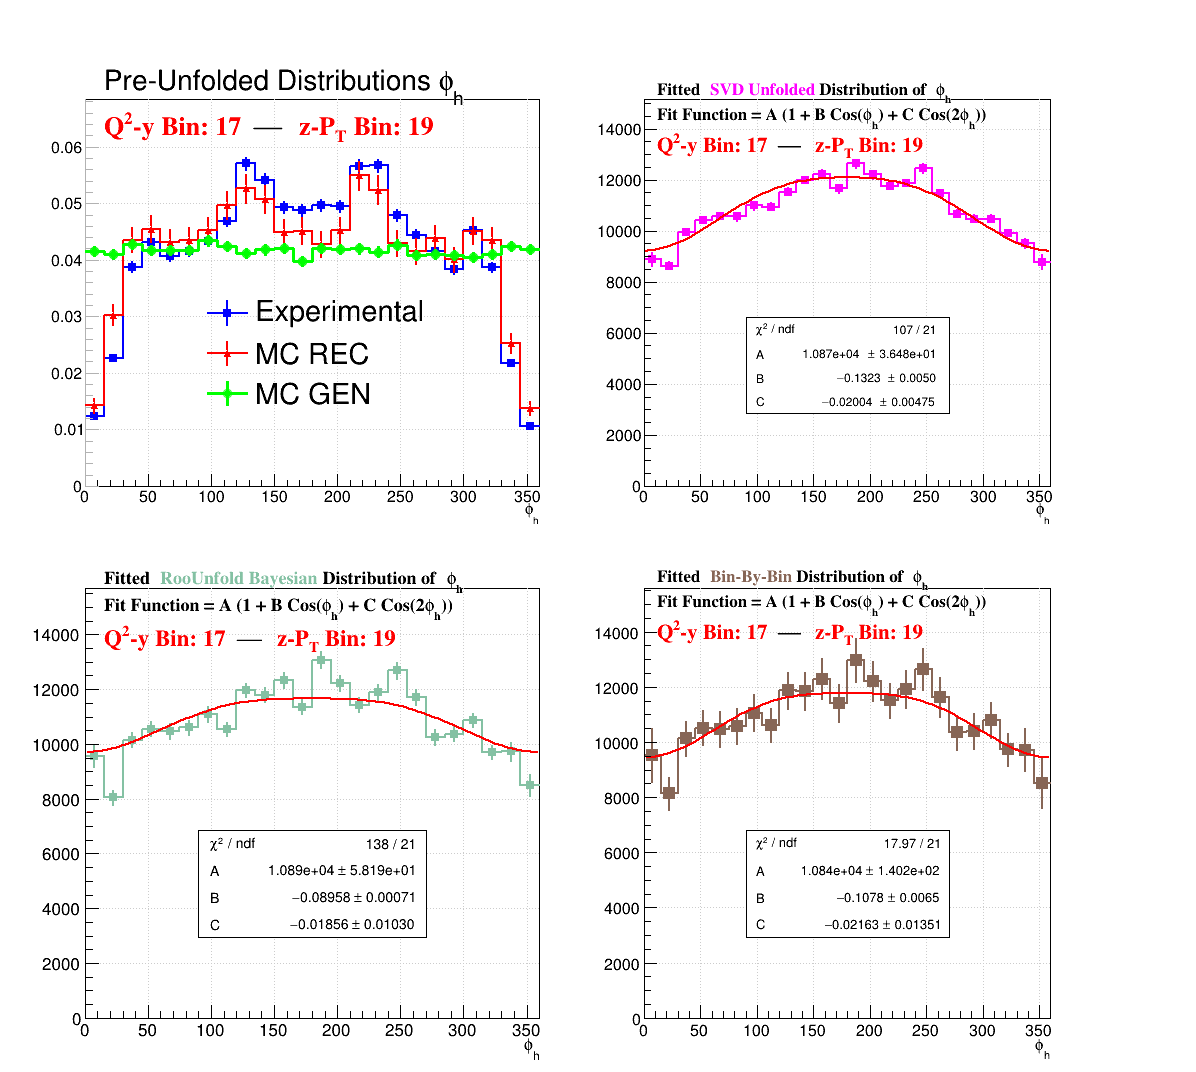 Pre-Unfolded Distributions ϕh
Q²-y Bin: 17 — z-PT Bin: 19
0.06
0.05
0.04
0.03
0.02
0.01
0
Experimental
MC REC
MC GEN
0 50 100 150 200 250 300 350
ϕh
Fitted SVD Unfolded Distribution of ϕh
Fit Function = A (1 + B Cos(ϕh) + C Cos(2ϕh))
Q²-y Bin: 17 — z-PT Bin: 19
14000
12000
10000
8000
6000
4000
2000
0
χ² / ndf 107 / 21
A 1.087e+04 ± 3.648e+01
B −0.1323 ± 0.0050
C −0.02004 ± 0.00475
0 50 100 150 200 250 300 350
ϕh
Fitted RooUnfold Bayesian Distribution of ϕh
Fit Function = A (1 + B Cos(ϕh) + C Cos(2ϕh))
Q²-y Bin: 17 — z-PT Bin: 19
14000
12000
10000
8000
6000
4000
2000
0
χ² / ndf 138 / 21
A 1.089e+04 ± 5.819e+01
B −0.08958 ± 0.00071
C −0.01856 ± 0.01030
0 50 100 150 200 250 300 350
ϕh
Fitted Bin-By-Bin Distribution of ϕh
Fit Function = A (1 + B Cos(ϕh) + C Cos(2ϕh))
Q²-y Bin: 17 — z-PT Bin: 19
14000
12000
10000
8000
6000
4000
2000
0
χ² / ndf 17.97 / 21
A 1.084e+04 ± 1.402e+02
B −0.1078 ± 0.0065
C −0.02163 ± 0.01351
0 50 100 150 200 250 300 350
ϕh